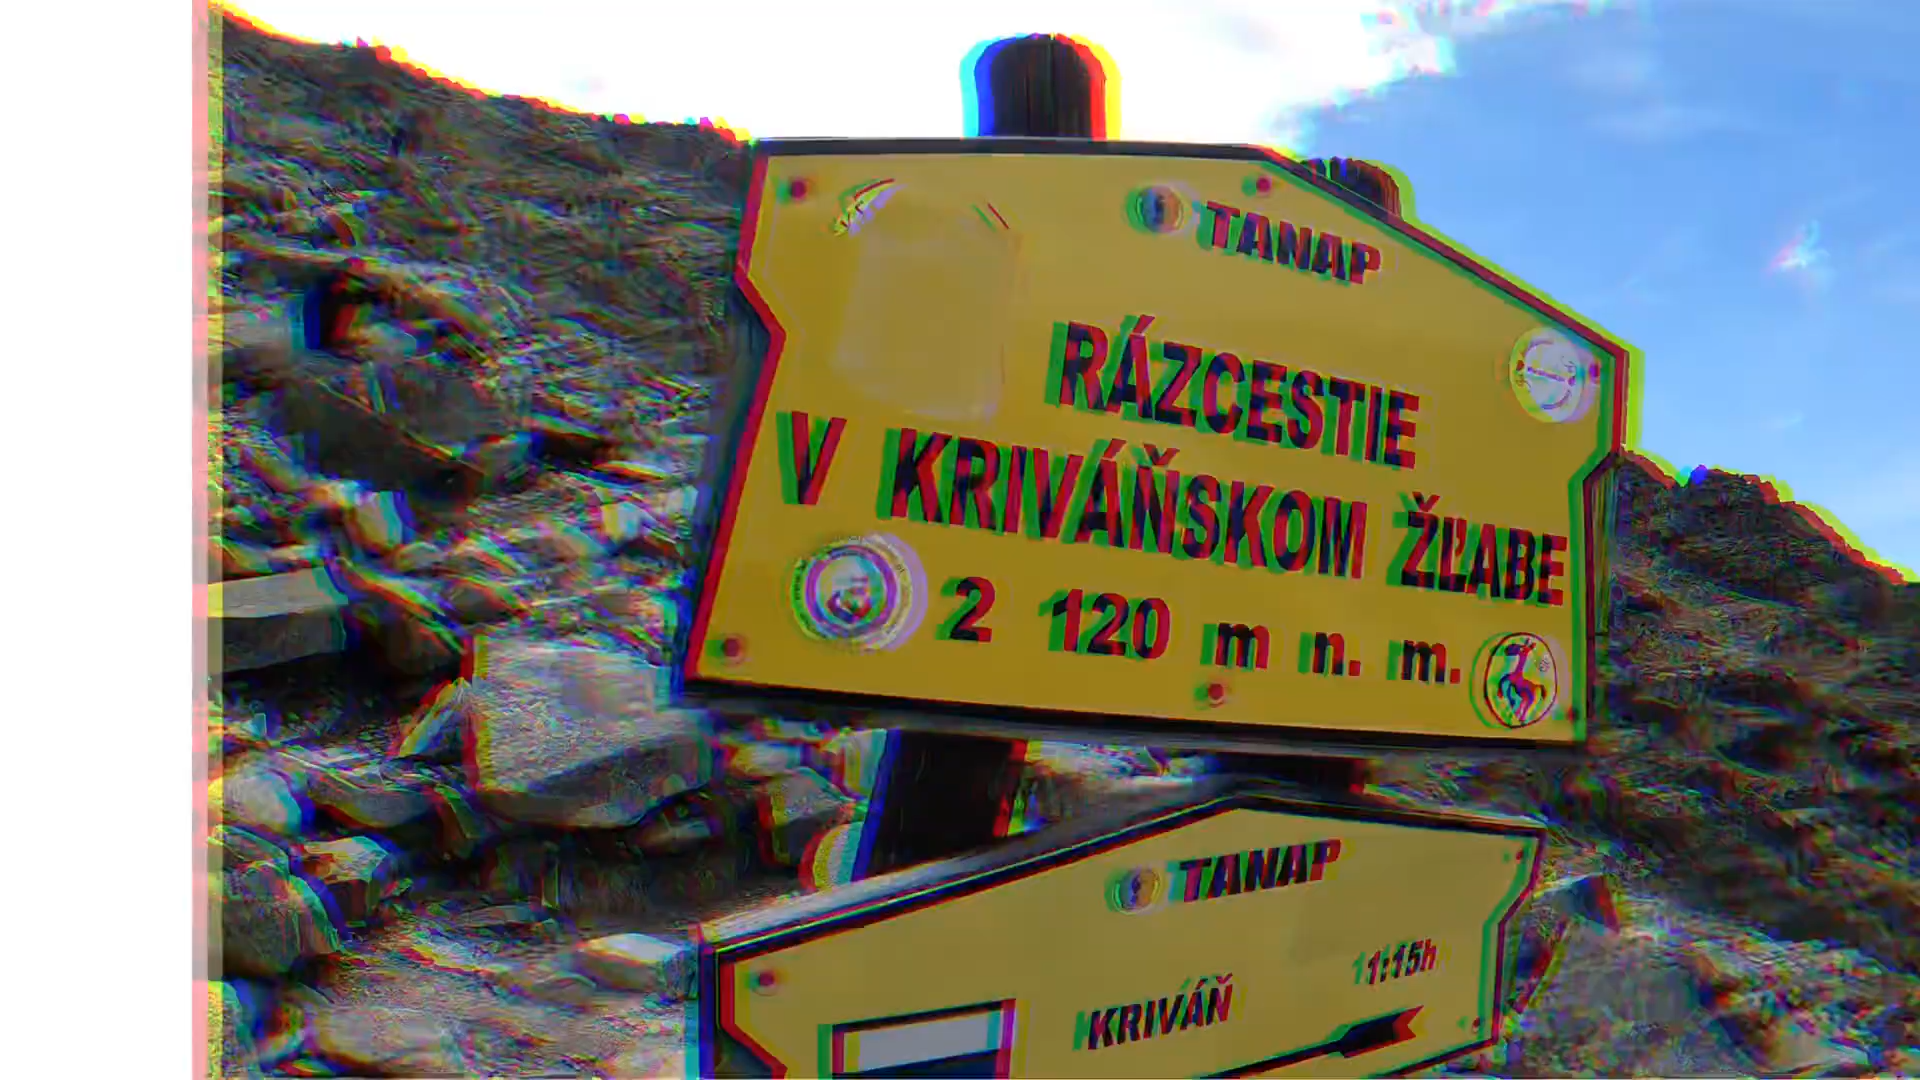 TANAP
RÁZCESTIE
V KRIVÁŇSKOM ŽĽABE
2 120 m n. m.
TANAP
1:15h
KRIVÁŇ